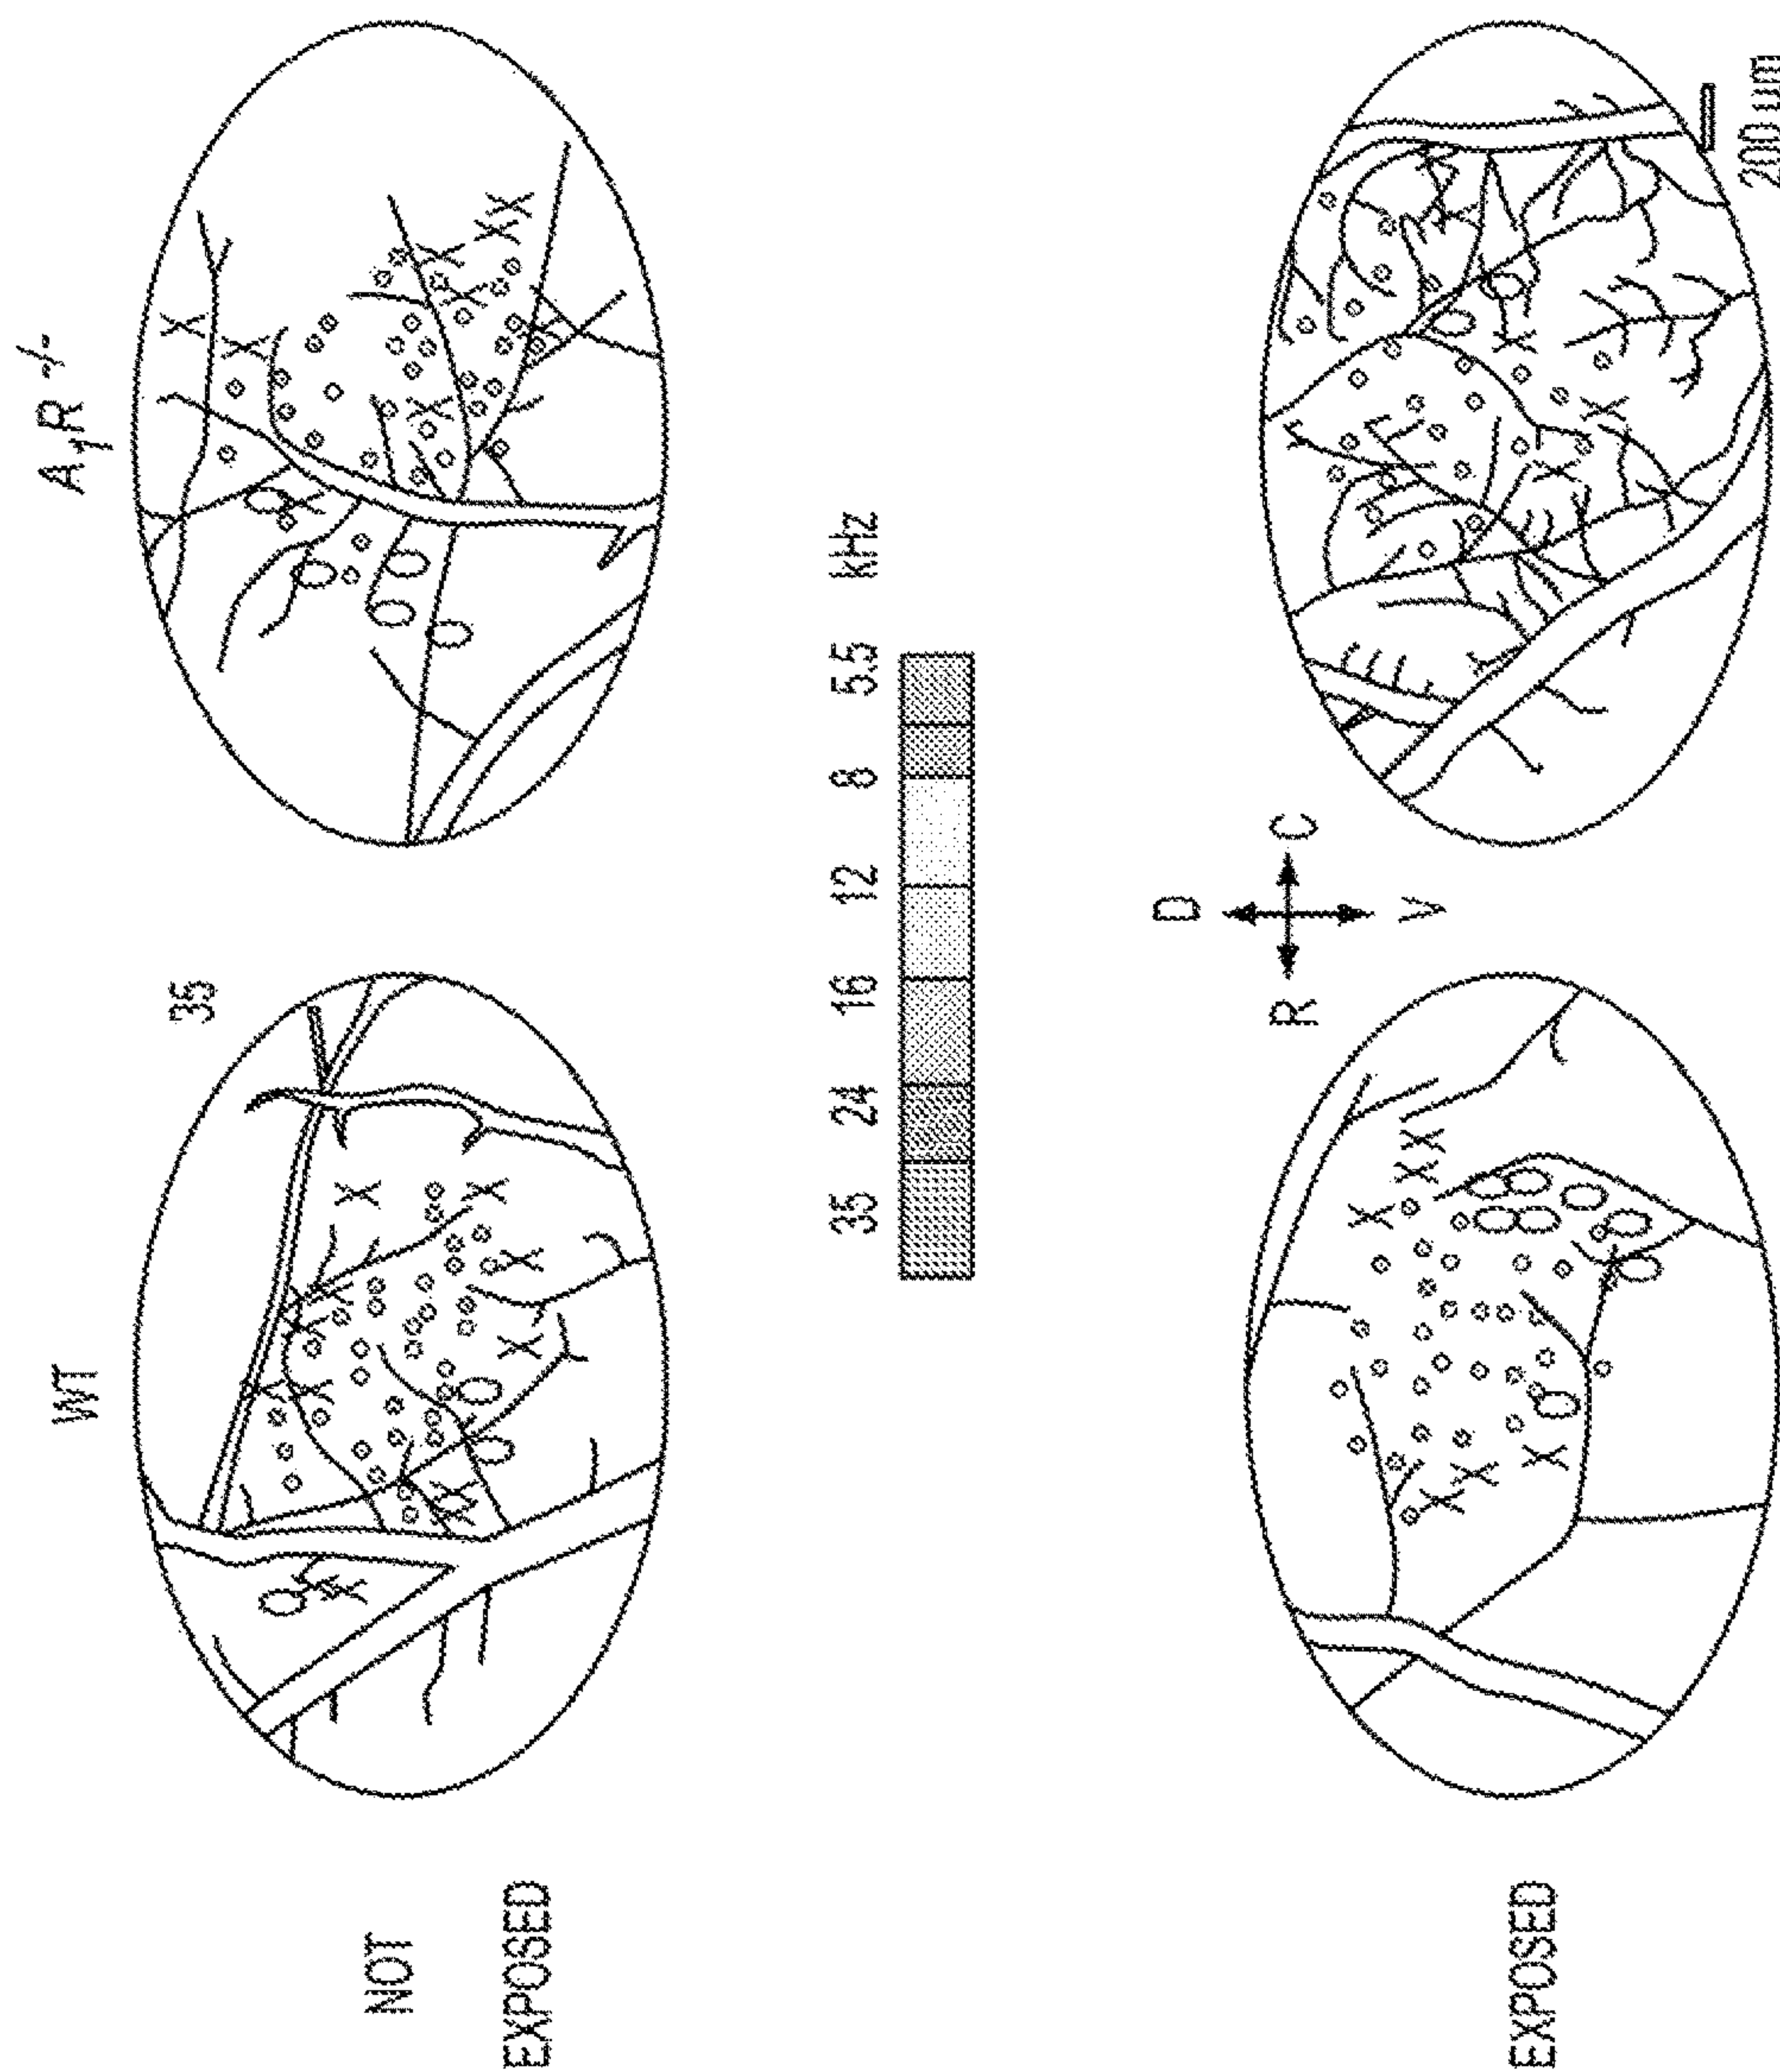 WT
A1R -/-
NOT
EXPOSED
35
35 24 16 12 8 5.5 kHz
D
R C
V
EXPOSED
200 um